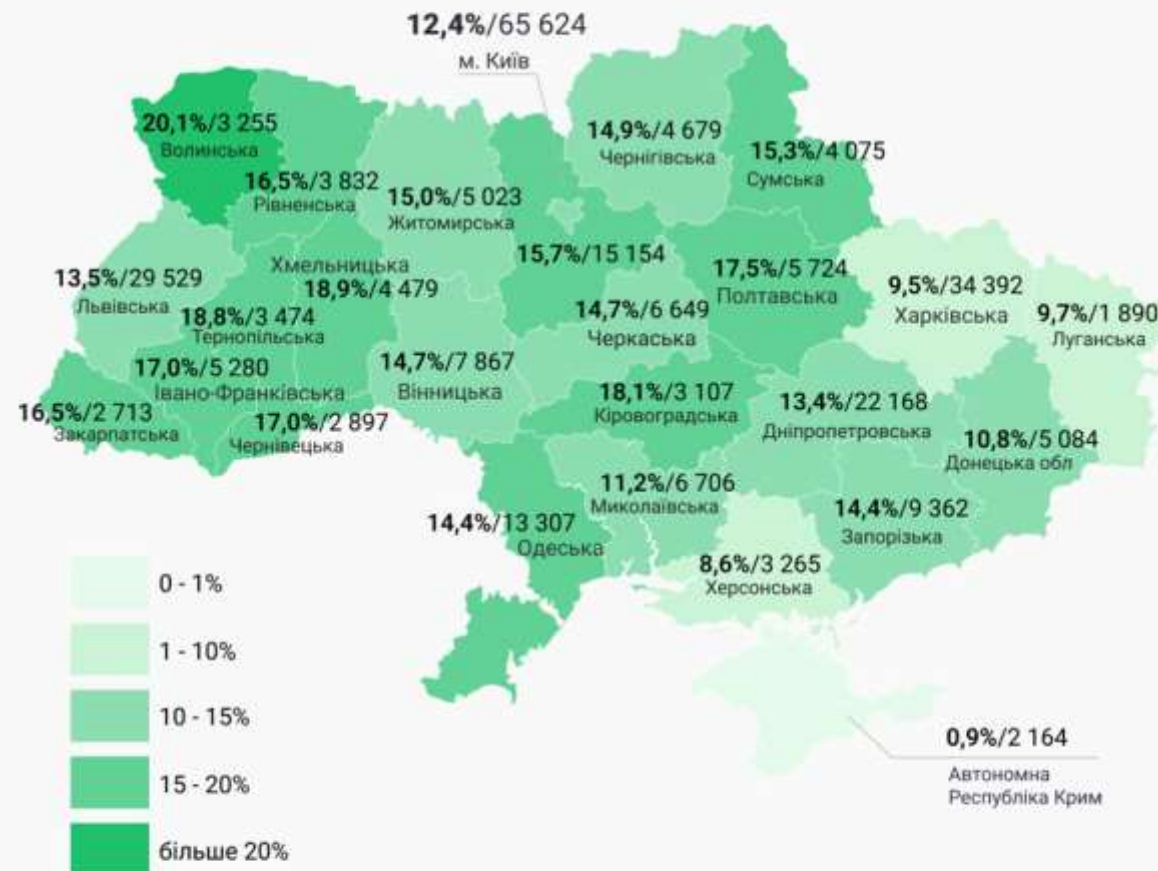 12,4%/65 624
м. Київ
20,1%/3 255
Волинська
14,9%/4 679
Чернігівська
15,3%/4 075
Сумська
16,5%/3 832
Рівненська
15,0%/5 023
Житомирська
13,5%/29 529
Львівська
Хмельницька
18,9%/4 479
15,7%/15 154
17,5%/5 724
Полтавська
9,5%/34 392
Харківська
9,7%/1 890
Луганська
18,8%/3 474
Тернопільська
14,7%/6 649
Черкаська
17,0%/5 280
Івано-Франківська
14,7%/7 867
Вінницька
18,1%/3 107
Кіровоградська
13,4%/22 168
Дніпропетровська
16,5%/2 713
Закарпатська
17,0%/2 897
Чернівецька
10,8%/5 084
Донецька обл
11,2%/6 706
Миколаївська
14,4%/9 362
Запорізька
14,4%/13 307
Одеська
8,6%/3 265
Херсонська
0 - 1%
1 - 10%
10 - 15%
15 - 20%
більше 20%
0,9%/2 164
Автономна
Республіка Крим